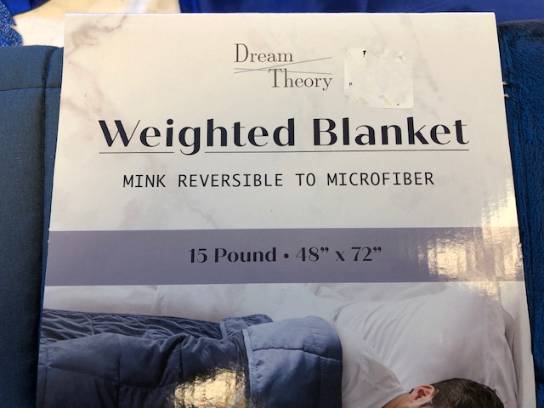 Dream
Theory
Weighted Blanket
MINK REVERSIBLE TO MICROFIBER
15 Pound • 48” x 72”